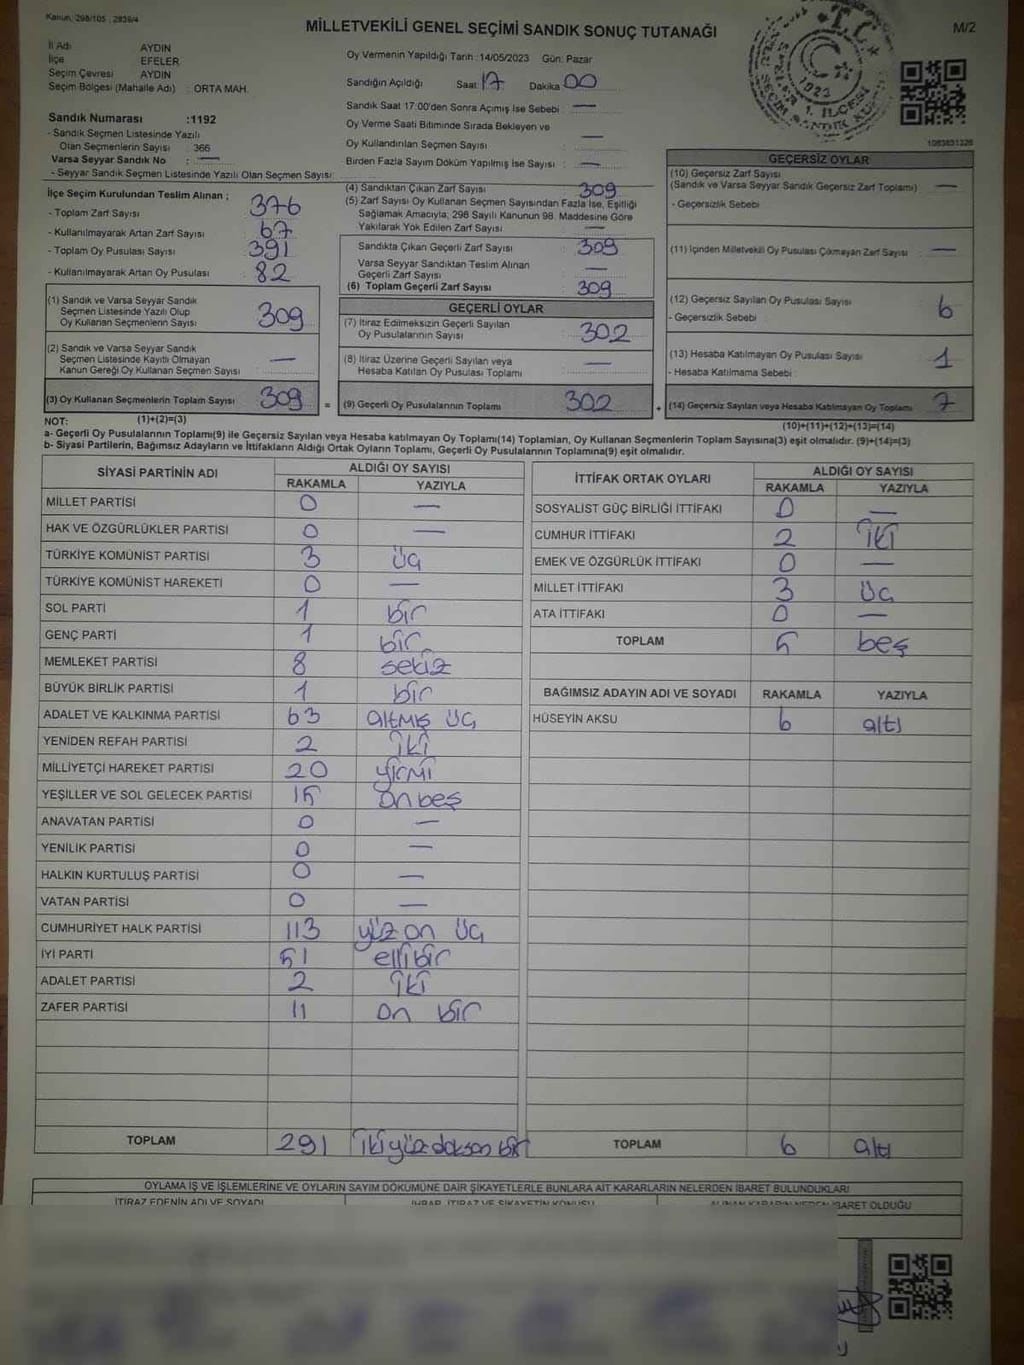 Kanun: 298/105 , 2839/4
MİLLETVEKİLİ GENEL SEÇİMİ SANDIK SONUÇ TUTANAĞI
M/2
İl Adı AYDIN
İlçe EFELER
Seçim Çevresi AYDIN
Seçim Bölgesi (Mahalle Adı) : ORTA MAH.
Sandık Numarası :1192
- Sandık Seçmen Listesinde Yazılı
Olan Seçmenlerin Sayısı : 366
Varsa Seyyar Sandık No : —
- Seyyar Sandık Seçmen Listesinde Yazılı Olan Seçmen Sayısı:
Oy Vermenin Yapıldığı Tarih :14/05/2023 Gün: Pazar
Sandığın Açıldığı Saat: 17 Dakika 00
Sandık Saat 17:00'den Sonra Açımış İse Sebebi : —
Oy Verme Saati Bitiminde Sırada Bekleyen ve
Oy Kullandırılan Seçmen Sayısı : —
Birden Fazla Sayım Döküm Yapılmış İse Sayısı : —
T.C.
1923
1083831328
İlçe Seçim Kurulundan Teslim Alınan ;
- Toplam Zarf Sayısı : 376
- Kullanılmayarak Artan Zarf Sayısı : 67
- Toplam Oy Pusulası Sayısı : 391
- Kullanılmayarak Artan Oy Pusulası : 82
(1) Sandık ve Varsa Seyyar Sandık
Seçmen Listesinde Yazılı Olup
Oy Kullanan Seçmenlerin Sayısı : 309
(2) Sandık ve Varsa Seyyar Sandık
Seçmen Listesinde Kayıtlı Olmayan
Kanun Gereği Oy Kullanan Seçmen Sayısı : —
(3) Oy Kullanan Seçmenlerin Toplam Sayısı : 309 =
(1)+(2)=(3)
(4) Sandıktan Çıkan Zarf Sayısı : 309
(5) Zarf Sayısı Oy Kullanan Seçmen Sayısından Fazla İse, Eşitliği
Sağlamak Amacıyla, 298 Sayılı Kanunun 98. Maddesine Göre
Yakılarak Yok Edilen Zarf Sayısı : —
Sandıkta Çıkan Geçerli Zarf Sayısı : 309
Varsa Seyyar Sandıktan Teslim Alınan
Geçerli Zarf Sayısı : —
(6) Toplam Geçerli Zarf Sayısı : 309
GEÇERLİ OYLAR
(7) İtiraz Edilmeksizin Geçerli Sayılan
Oy Pusulalarının Sayısı : 302
(8) İtiraz Üzerine Geçerli Sayılan veya
Hesaba Katılan Oy Pusulası Toplamı : —
(9) Geçerli Oy Pusulalarının Toplamı : 302 +
GEÇERSİZ OYLAR
(10) Geçersiz Zarf Sayısı
(Sandık ve Varsa Seyyar Sandık Geçersiz Zarf Toplamı) : —
- Geçersizlik Sebebi :
(11) İçinden Milletvekili Oy Pusulası Çıkmayan Zarf Sayısı : —
(12) Geçersiz Sayılan Oy Pusulası Sayısı : 6
- Geçersizlik Sebebi :
(13) Hesaba Katılmayan Oy Pusulası Sayısı : 1
- Hesaba Katılmama Sebebi :
(14) Geçersiz Sayılan veya Hesaba Katılmayan Oy Toplamı : 7
(10)+(11)+(12)+(13)=(14)
NOT:
a- Geçerli Oy Pusulalarının Toplamı(9) ile Geçersiz Sayılan veya Hesaba katılmayan Oy Toplamı(14) Toplamları, Oy Kullanan Seçmenlerin Toplam Sayısına(3) eşit olmalıdır. (9)+(14)=(3)
b- Siyasi Partilerin, Bağımsız Adayların ve İttifakların Aldığı Ortak Oyların Toplamı, Geçerli Oy Pusulalarının Toplamına(9) eşit olmalıdır.
SİYASİ PARTİNİN ADI ALDIĞI OY SAYISI
RAKAMLA YAZIYLA
MİLLET PARTİSİ 0 —
HAK VE ÖZGÜRLÜKLER PARTİSİ 0 —
TÜRKİYE KOMÜNİST PARTİSİ 3 üç
TÜRKİYE KOMÜNİST HAREKETİ 0 —
SOL PARTİ 1 bir
GENÇ PARTİ 1 bir
MEMLEKET PARTİSİ 8 sekiz
BÜYÜK BİRLİK PARTİSİ 1 bir
ADALET VE KALKINMA PARTİSİ 63 altmış üç
YENİDEN REFAH PARTİSİ 2 iki
MİLLİYETÇİ HAREKET PARTİSİ 20 yirmi
YEŞİLLER VE SOL GELECEK PARTİSİ 15 on beş
ANAVATAN PARTİSİ 0 —
YENİLİK PARTİSİ 0 —
HALKIN KURTULUŞ PARTİSİ 0 —
VATAN PARTİSİ 0 —
CUMHURİYET HALK PARTİSİ 113 yüz on üç
İYİ PARTİ 51 elli bir
ADALET PARTİSİ 2 iki
ZAFER PARTİSİ 11 on bir
TOPLAM 291 iki yüz doksan bir
İTTİFAK ORTAK OYLARI ALDIĞI OY SAYISI
RAKAMLA YAZIYLA
SOSYALİST GÜÇ BİRLİĞİ İTTİFAKI 0 —
CUMHUR İTTİFAKI 2 iki
EMEK VE ÖZGÜRLÜK İTTİFAKI 0 —
MİLLET İTTİFAKI 3 üç
ATA İTTİFAKI 0 —
TOPLAM 5 beş
BAĞIMSIZ ADAYIN ADI VE SOYADI RAKAMLA YAZIYLA
HÜSEYİN AKSU 6 altı
TOPLAM 6 altı
OYLAMA İŞ VE İŞLEMLERİNE VE OYLARIN SAYIM DÖKÜMÜNE DAİR ŞİKAYETLERLE BUNLARA AİT KARARLARIN NELERDEN İBARET BULUNDUKLARI
İTİRAZ EDENİN ADI VE SOYADI İHBAR, İTİRAZ VE ŞİKAYETİN KONUSU İBARET OLDUĞU